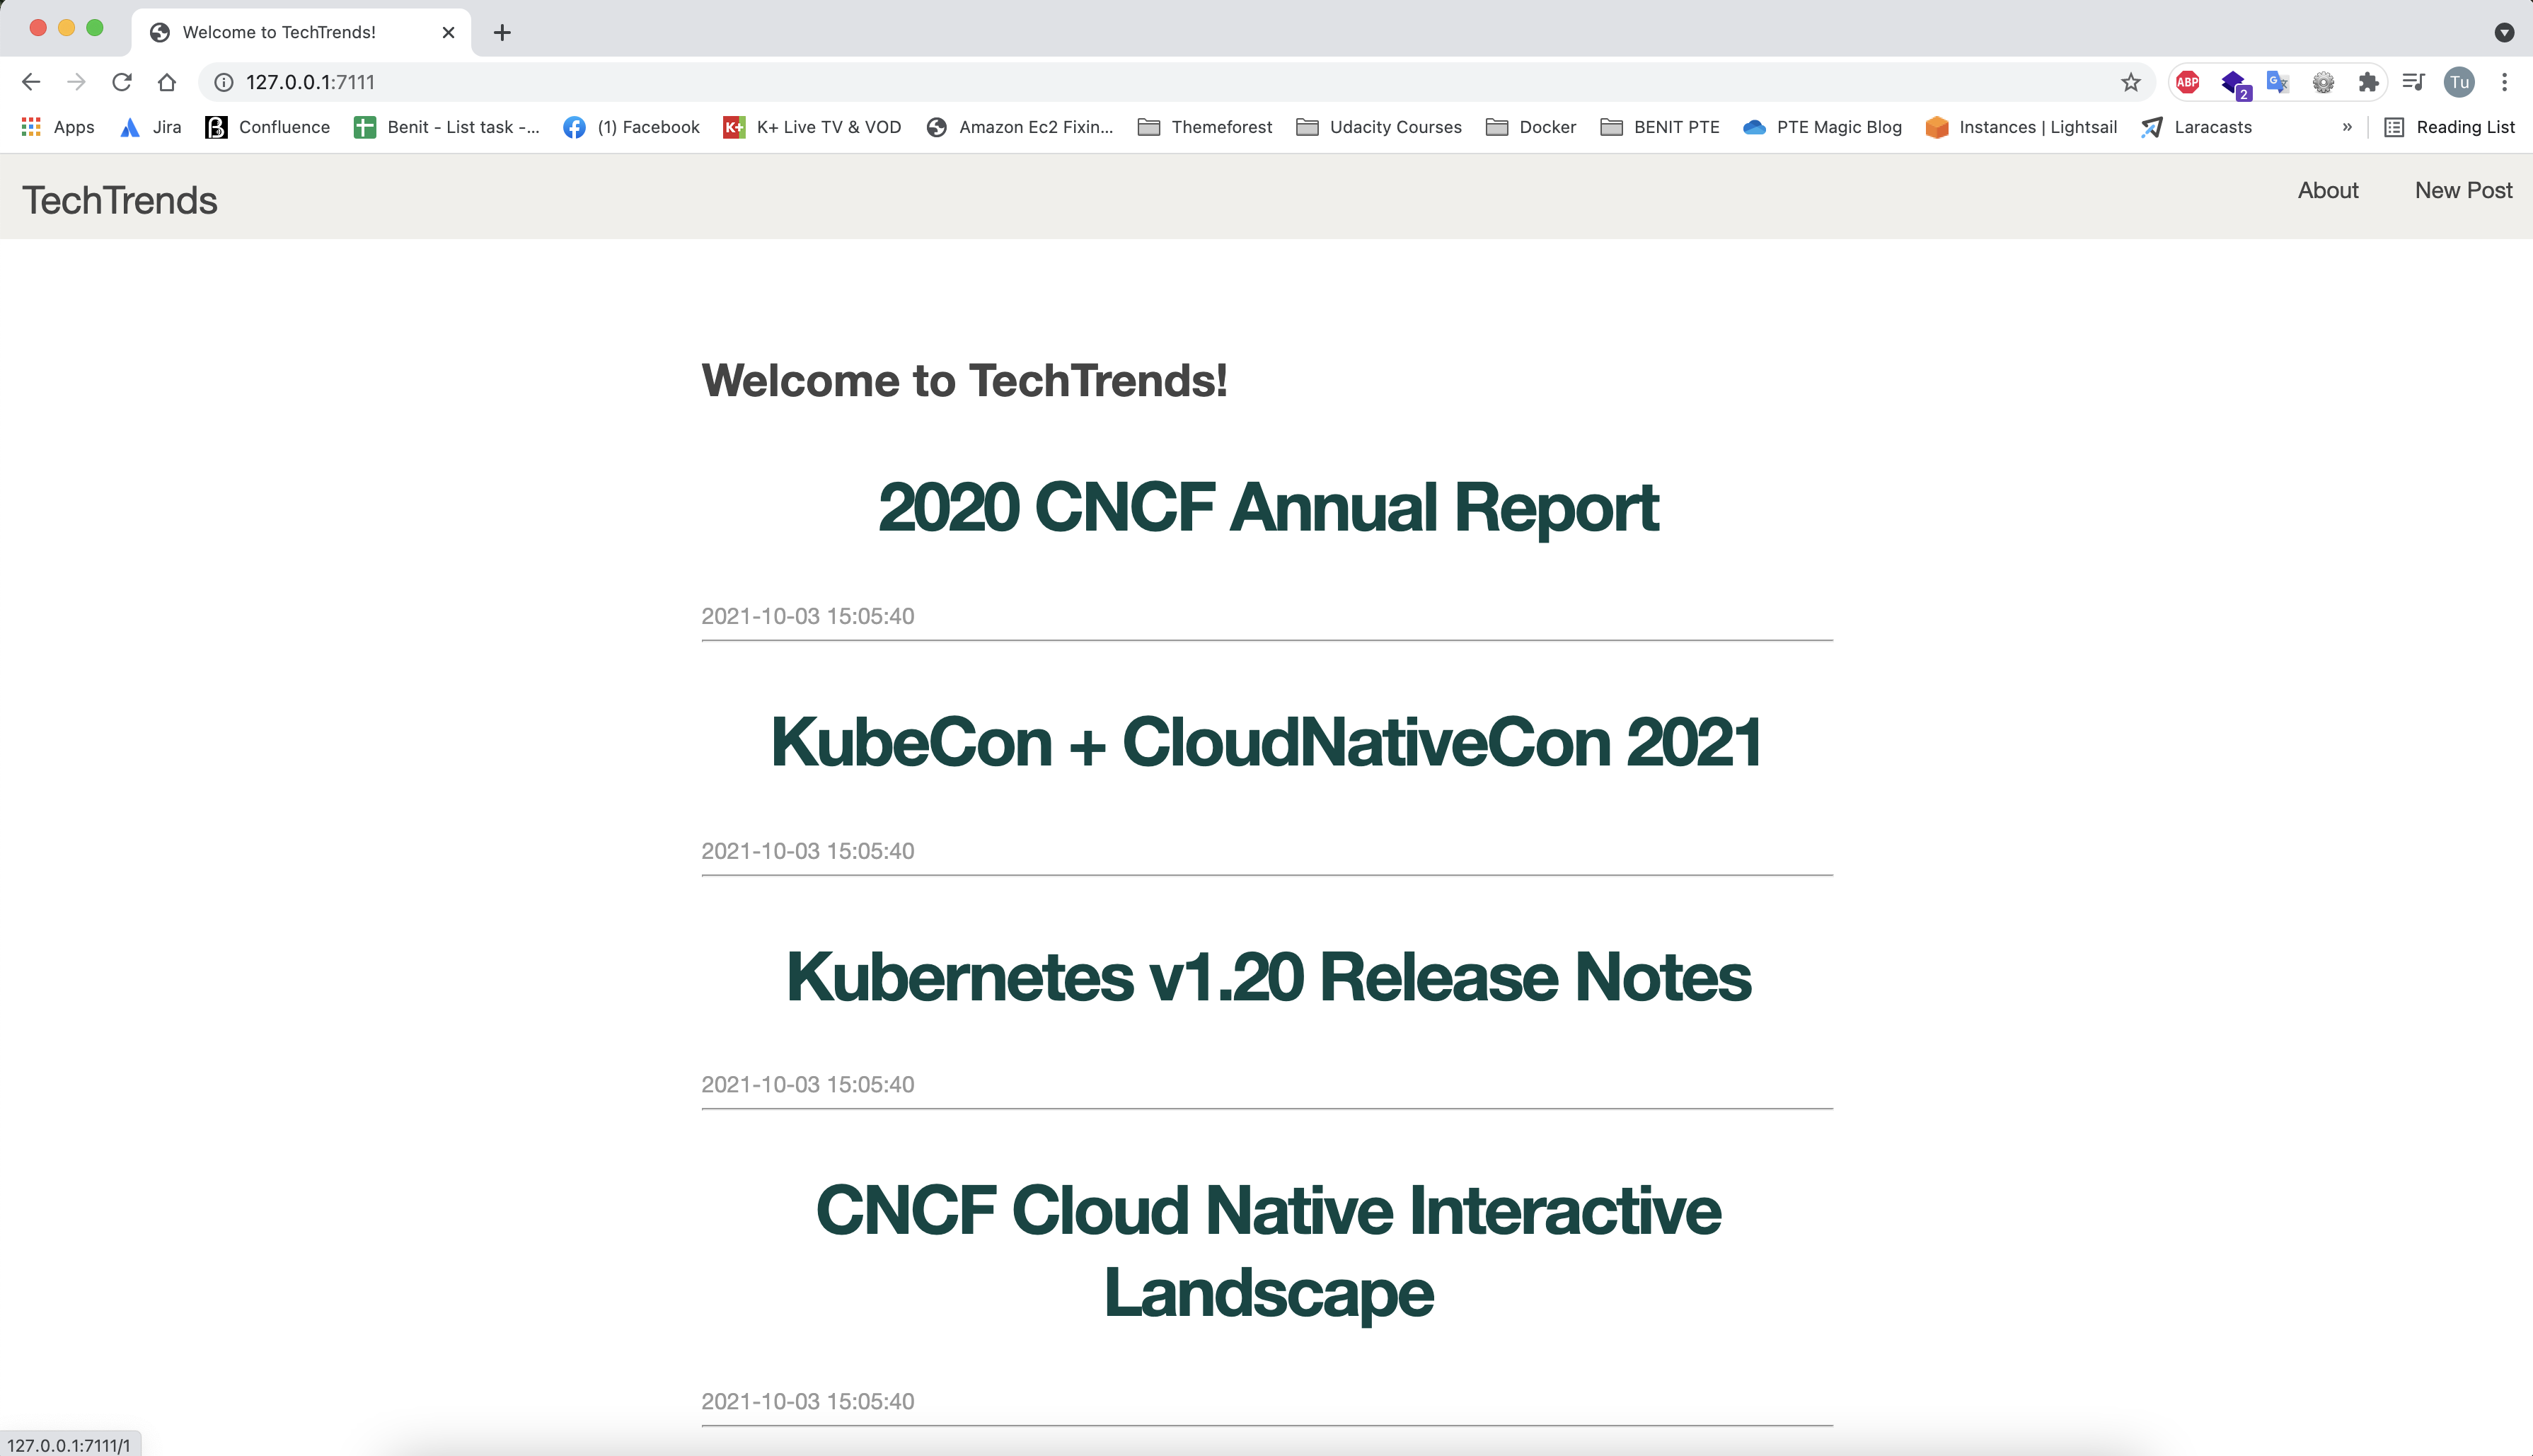 Welcome to TechTrends!
127.0.0.1:7111
ABP
2
G
Tu
Apps
Jira
Confluence
Benit - List task -...
(1) Facebook
K+
K+ Live TV & VOD
Amazon Ec2 Fixin...
Themeforest
Udacity Courses
Docker
BENIT PTE
PTE Magic Blog
Instances | Lightsail
Laracasts
»
Reading List
TechTrends
About
New Post
Welcome to TechTrends!
2020 CNCF Annual Report
2021-10-03 15:05:40
KubeCon + CloudNativeCon 2021
2021-10-03 15:05:40
Kubernetes v1.20 Release Notes
2021-10-03 15:05:40
CNCF Cloud Native Interactive
Landscape
2021-10-03 15:05:40
127.0.0.1:7111/1